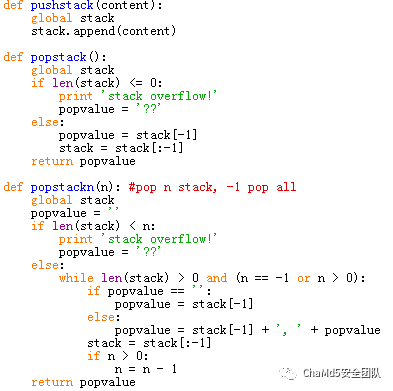 def pushstack(content):
    global stack
    stack.append(content)

def popstack():
    global stack
    if len(stack) <= 0:
        print 'stack overflow!'
        popvalue = '??'
    else:
        popvalue = stack[-1]
        stack = stack[:-1]
    return popvalue

def popstackn(n): #pop n stack, -1 pop all
    global stack
    popvalue = ''
    if len(stack) < n:
        print 'stack overflow!'
        popvalue = '??'
    else:
        while len(stack) > 0 and (n == -1 or n > 0):
            if popvalue == '':
                popvalue = stack[-1]
            else:
                popvalue = stack[-1] + ', ' + popvalue
            stack = stack[:-1]
            if n > 0:
                n = n - 1
    return popvalue
ChaMd5安全团队